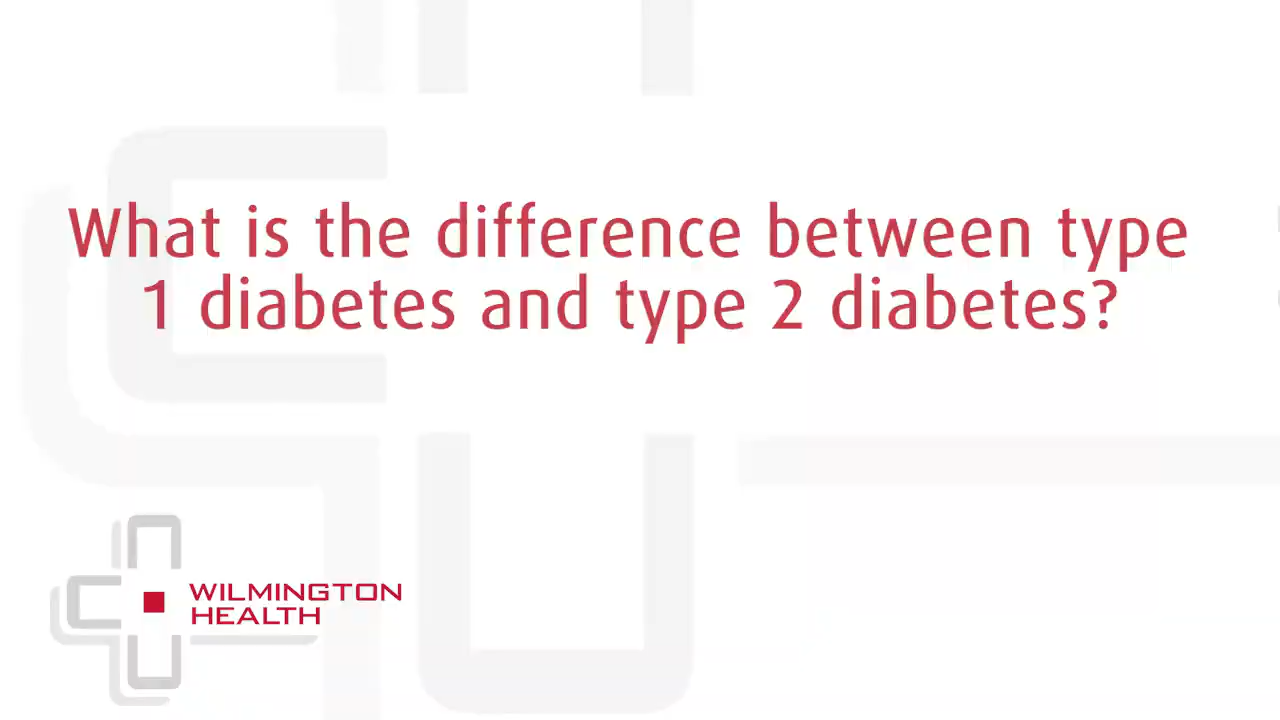 What is the difference between type
1 diabetes and type 2 diabetes?
WILMINGTON
HEALTH